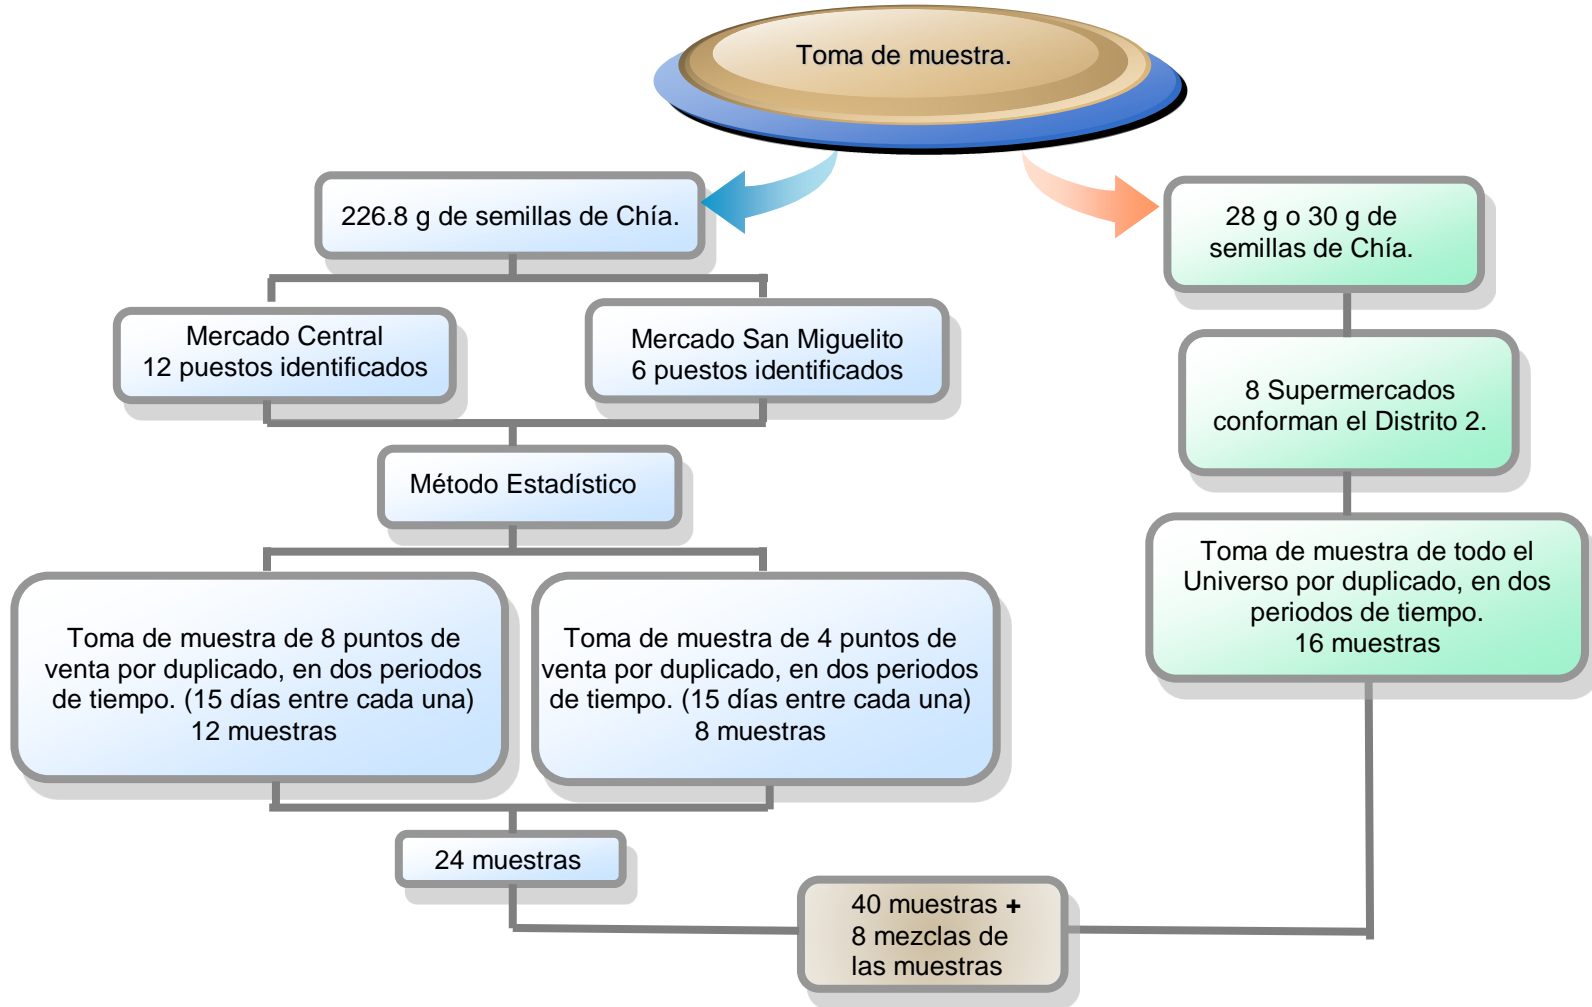 Toma de muestra.
226.8 g de semillas de Chía.
28 g o 30 g de
semillas de Chía.
Mercado Central
12 puestos identificados
Mercado San Miguelito
6 puestos identificados
8 Supermercados
conforman el Distrito 2.
Método Estadístico
Toma de muestra de 8 puntos de
venta por duplicado, en dos periodos
de tiempo. (15 días entre cada una)
12 muestras
Toma de muestra de 4 puntos de
venta por duplicado, en dos periodos
de tiempo. (15 días entre cada una)
8 muestras
Toma de muestra de todo el
Universo por duplicado, en dos
periodos de tiempo.
16 muestras
24 muestras
40 muestras +
8 mezclas de
las muestras